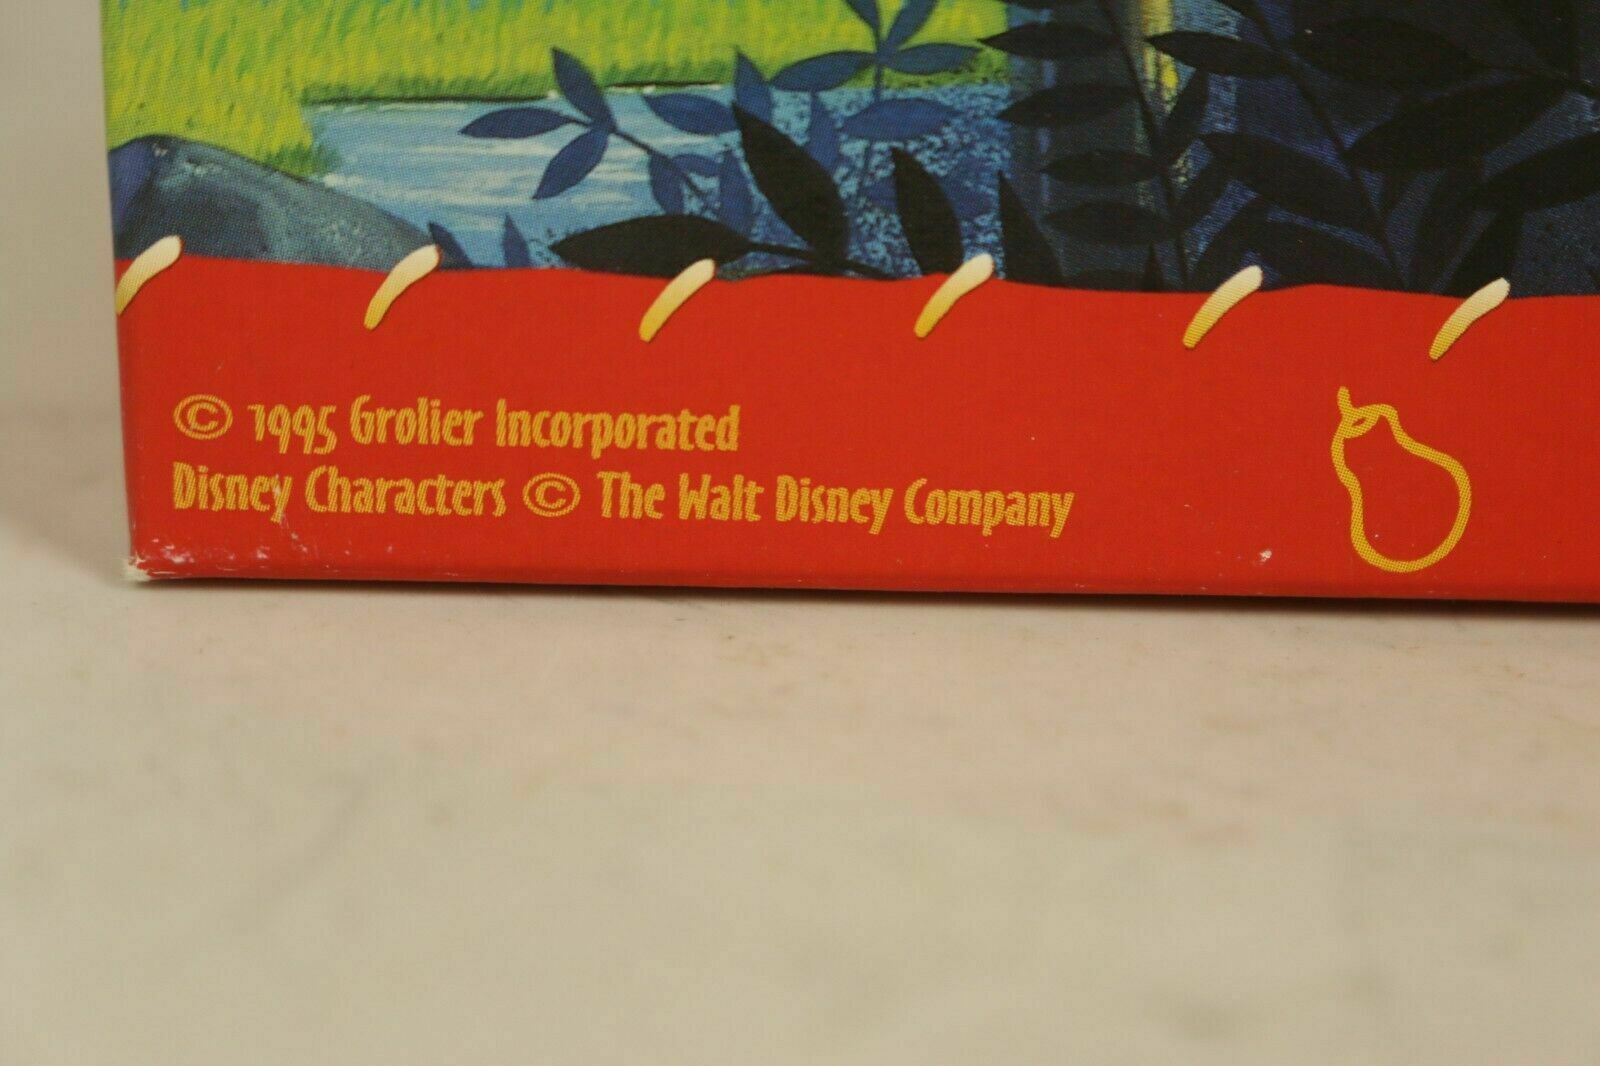 © 1995 Grolier Incorporated
Disney Characters © The Walt Disney Company